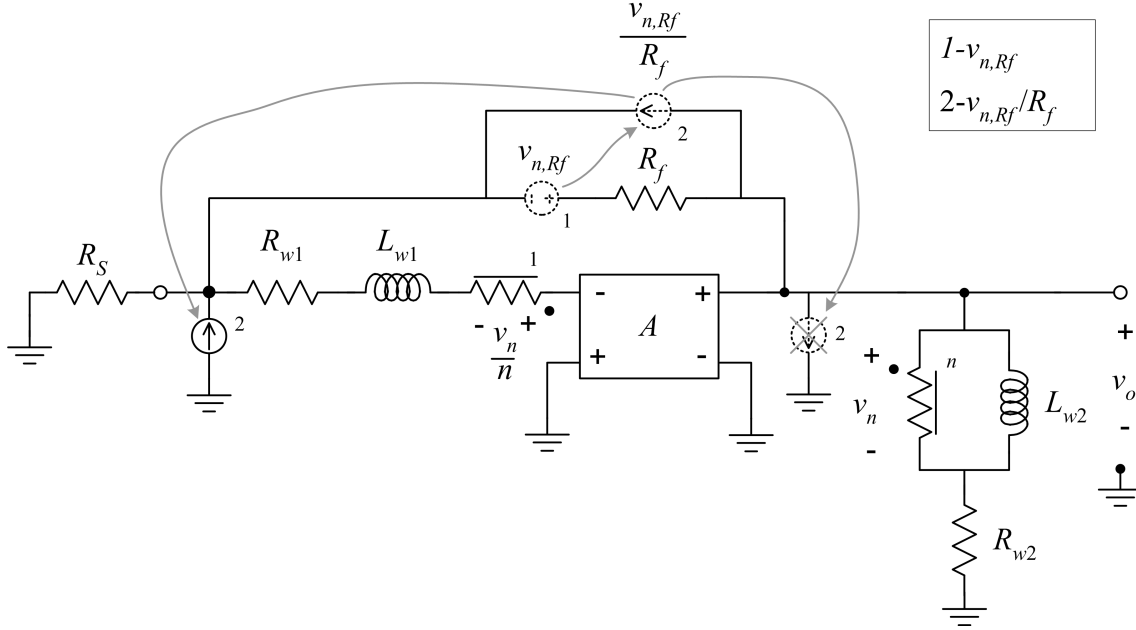 v_{n,Rf}
R_f
1-v_{n,Rf}
2-v_{n,Rf}/R_f
2
v_{n,Rf}
R_f
1
R_S
R_{w1}
L_{w1}
1
2
- +
v_n
n
- +
A
+ -
2
+
v_n
-
n
L_{w2}
+
v_o
-
R_{w2}